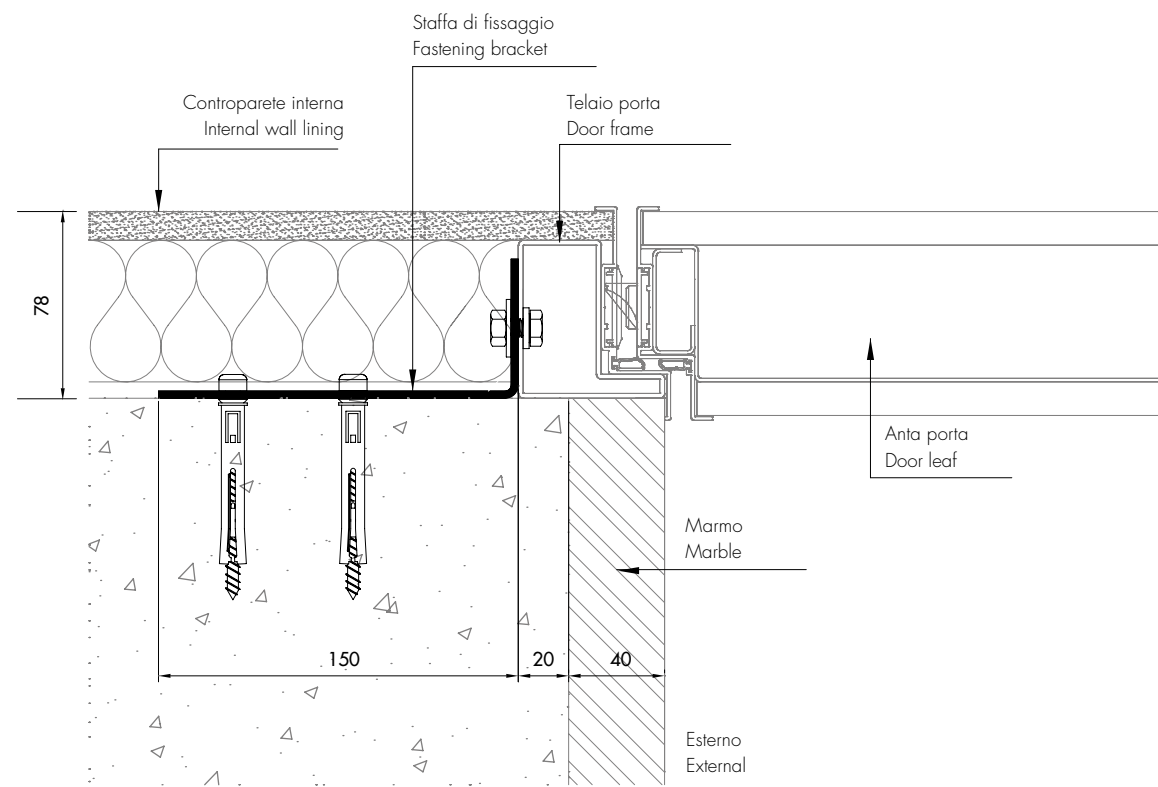 Staffa di fissaggio
Fastening bracket
Controparete interna
Internal wall lining
Telaio porta
Door frame
78
Anta porta
Door leaf
Marmo
Marble
150
20
40
Esterno
External